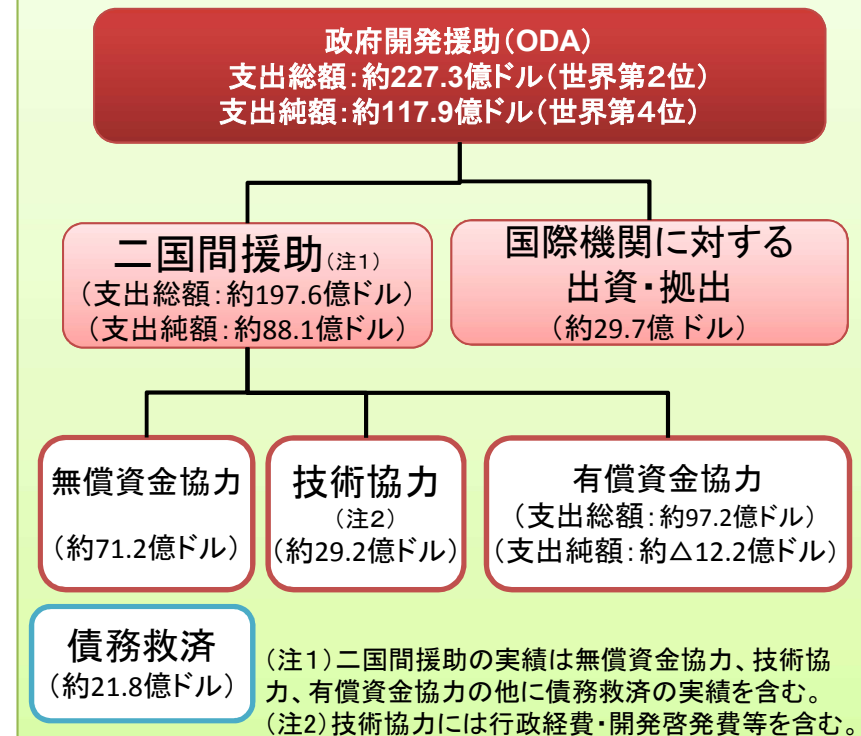 政府開発援助(ODA)
支出総額:約227.3億ドル(世界第2位)
支出純額:約117.9億ドル(世界第4位)
二国間援助(注1)
(支出総額:約197.6億ドル)
(支出純額:約88.1億ドル)
国際機関に対する
出資・拠出
(約29.7億ドル)
無償資金協力
(約71.2億ドル)
技術協力
(注2)
(約29.2億ドル)
有償資金協力
(支出総額:約97.2億ドル)
(支出純額:約△12.2億ドル)
債務救済
(約21.8億ドル)
(注1)二国間援助の実績は無償資金協力、技術協
力、有償資金協力の他に債務救済の実績を含む。
(注2)技術協力には行政経費・開発啓発費等を含む。